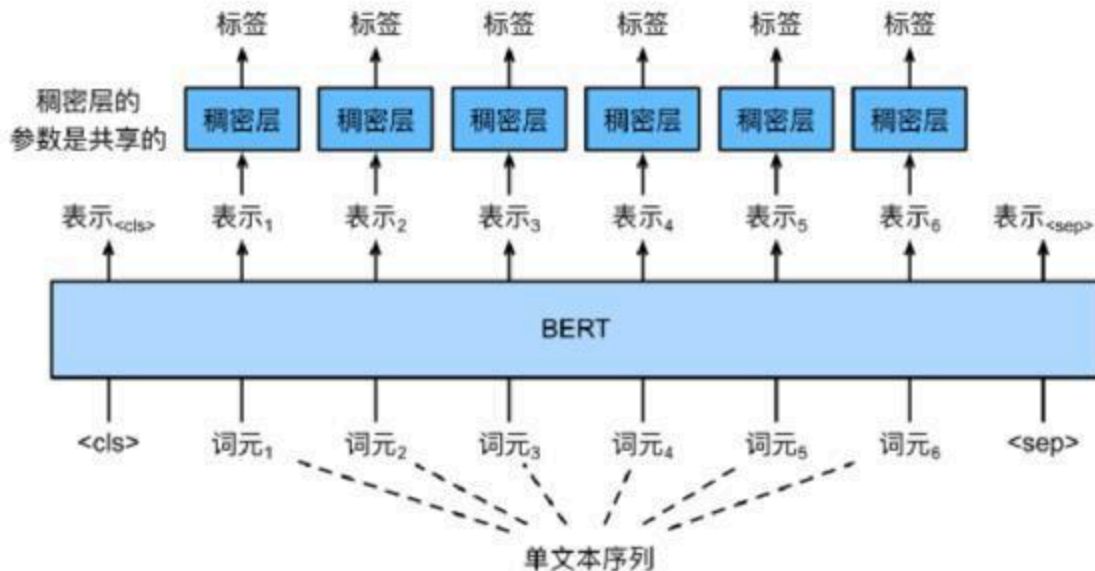 标签 标签 标签 标签 标签 标签
稠密层的
参数是共享的
稠密层 稠密层 稠密层 稠密层 稠密层 稠密层
表示<cls> 表示1 表示2 表示3 表示4 表示5 表示6 表示<sep>
BERT
<cls> 词元1 词元2 词元3 词元4 词元5 词元6 <sep>
单文本序列